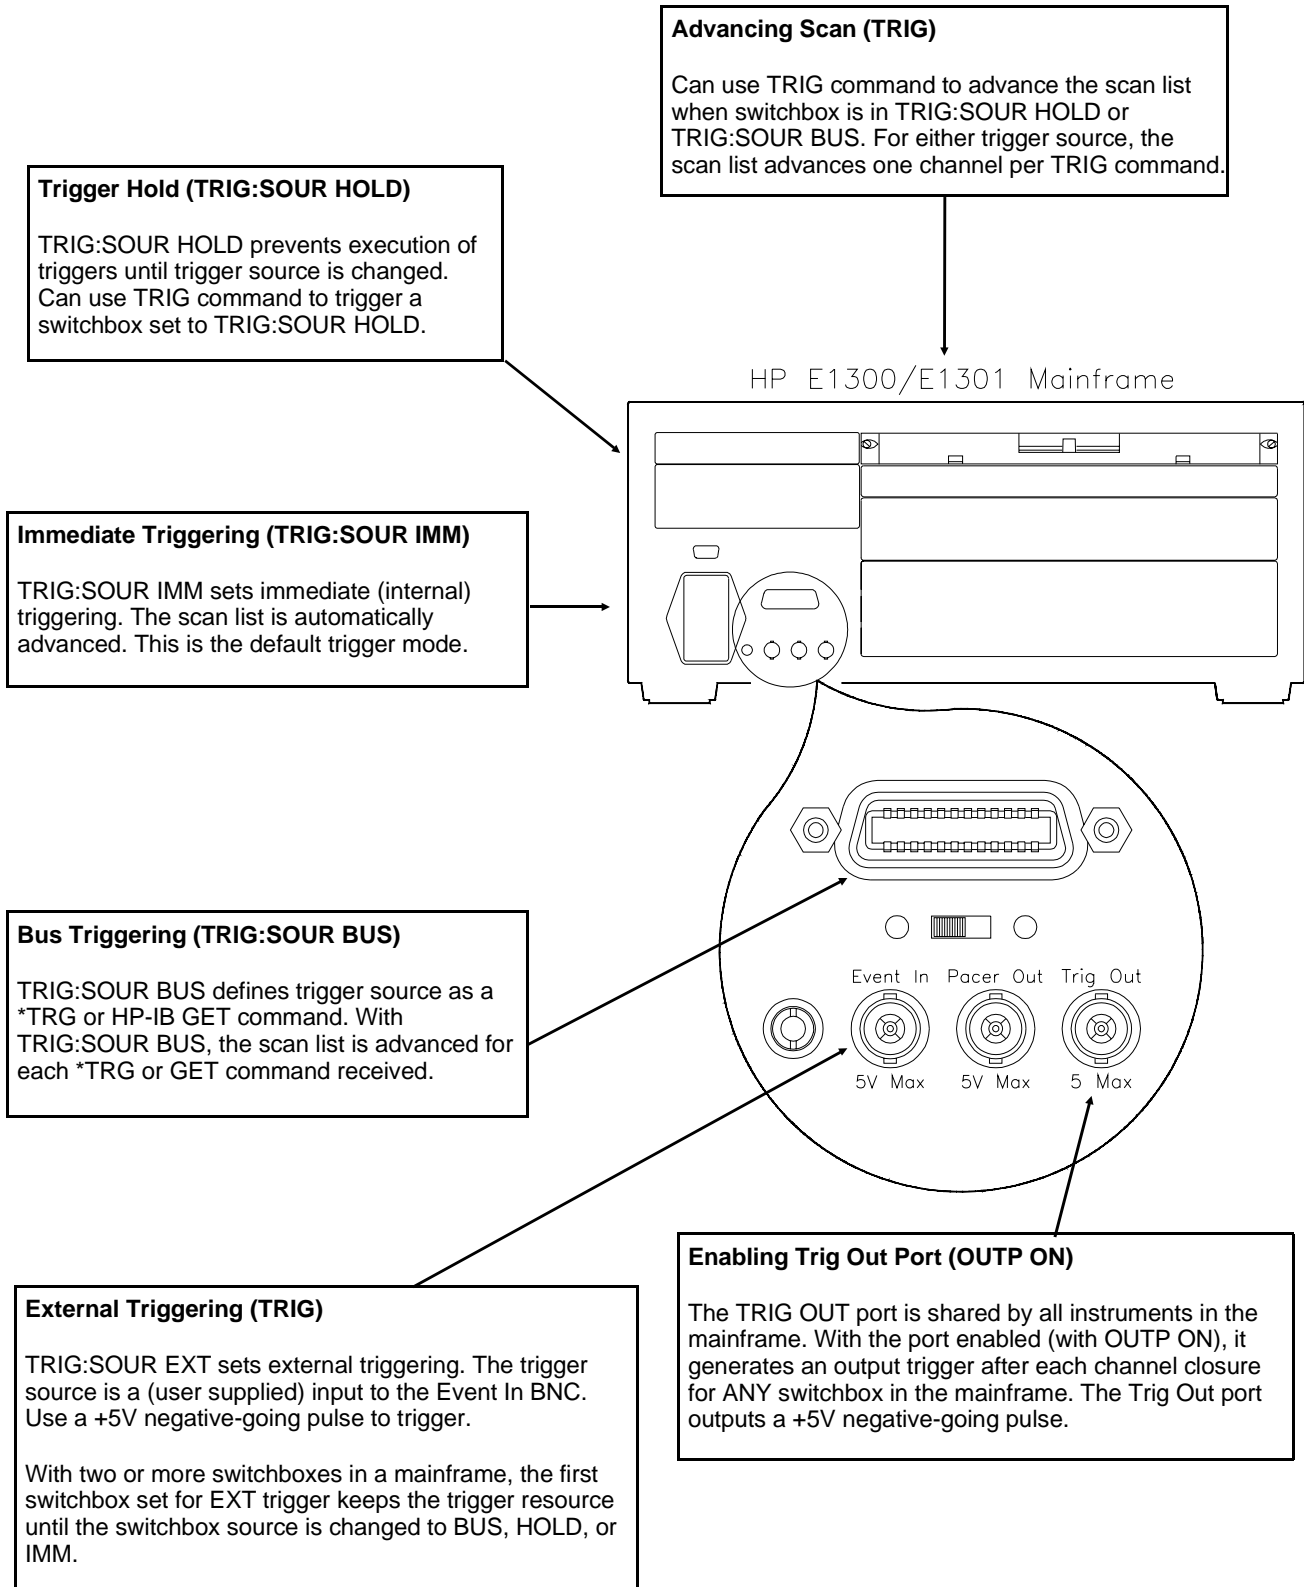 Advancing Scan (TRIG)
Can use TRIG command to advance the scan list
when switchbox is in TRIG:SOUR HOLD or
TRIG:SOUR BUS. For either trigger source, the
scan list advances one channel per TRIG command.
Trigger Hold (TRIG:SOUR HOLD)
TRIG:SOUR HOLD prevents execution of
triggers until trigger source is changed.
Can use TRIG command to trigger a
switchbox set to TRIG:SOUR HOLD.
HP E1300/E1301 Mainframe
Immediate Triggering (TRIG:SOUR IMM)
TRIG:SOUR IMM sets immediate (internal)
triggering. The scan list is automatically
advanced. This is the default trigger mode.
Bus Triggering (TRIG:SOUR BUS)
TRIG:SOUR BUS defines trigger source as a
*TRG or HP-IB GET command. With
TRIG:SOUR BUS, the scan list is advanced for
each *TRG or GET command received.
Event In Pacer Out Trig Out
5V Max 5V Max 5 Max
External Triggering (TRIG)
TRIG:SOUR EXT sets external triggering. The trigger
source is a (user supplied) input to the Event In BNC.
Use a +5V negative-going pulse to trigger.
With two or more switchboxes in a mainframe, the first
switchbox set for EXT trigger keeps the trigger resource
until the switchbox source is changed to BUS, HOLD, or
IMM.
Enabling Trig Out Port (OUTP ON)
The TRIG OUT port is shared by all instruments in the
mainframe. With the port enabled (with OUTP ON), it
generates an output trigger after each channel closure
for ANY switchbox in the mainframe. The Trig Out port
outputs a +5V negative-going pulse.